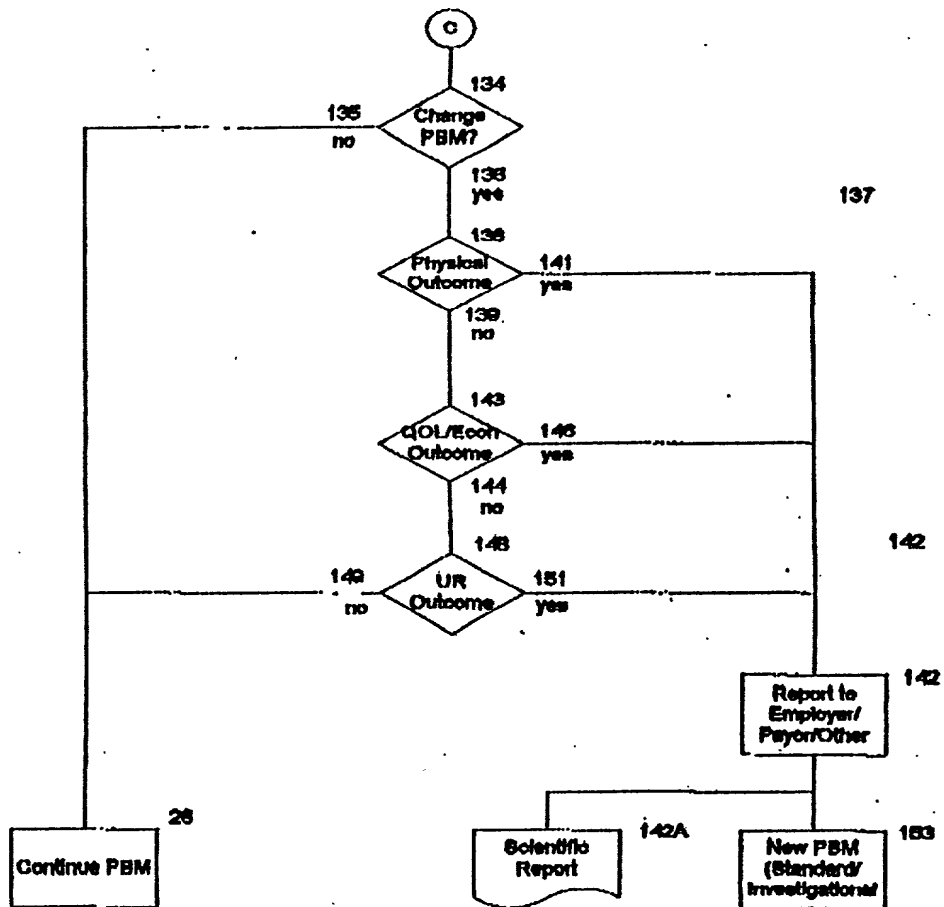 C
134
Change
PBM?
135
no
136
yes
137
138
Physical
Outcome
141
yes
139
no
143
QOL/Econ
Outcome
146
yes
144
no
142
148
UR
Outcome
149
no
151
yes
142
Report to
Employer/
Payor/Other
26
Continue PBM
142A
Scientific
Report
153
New PBM
(Standard/
Investigational